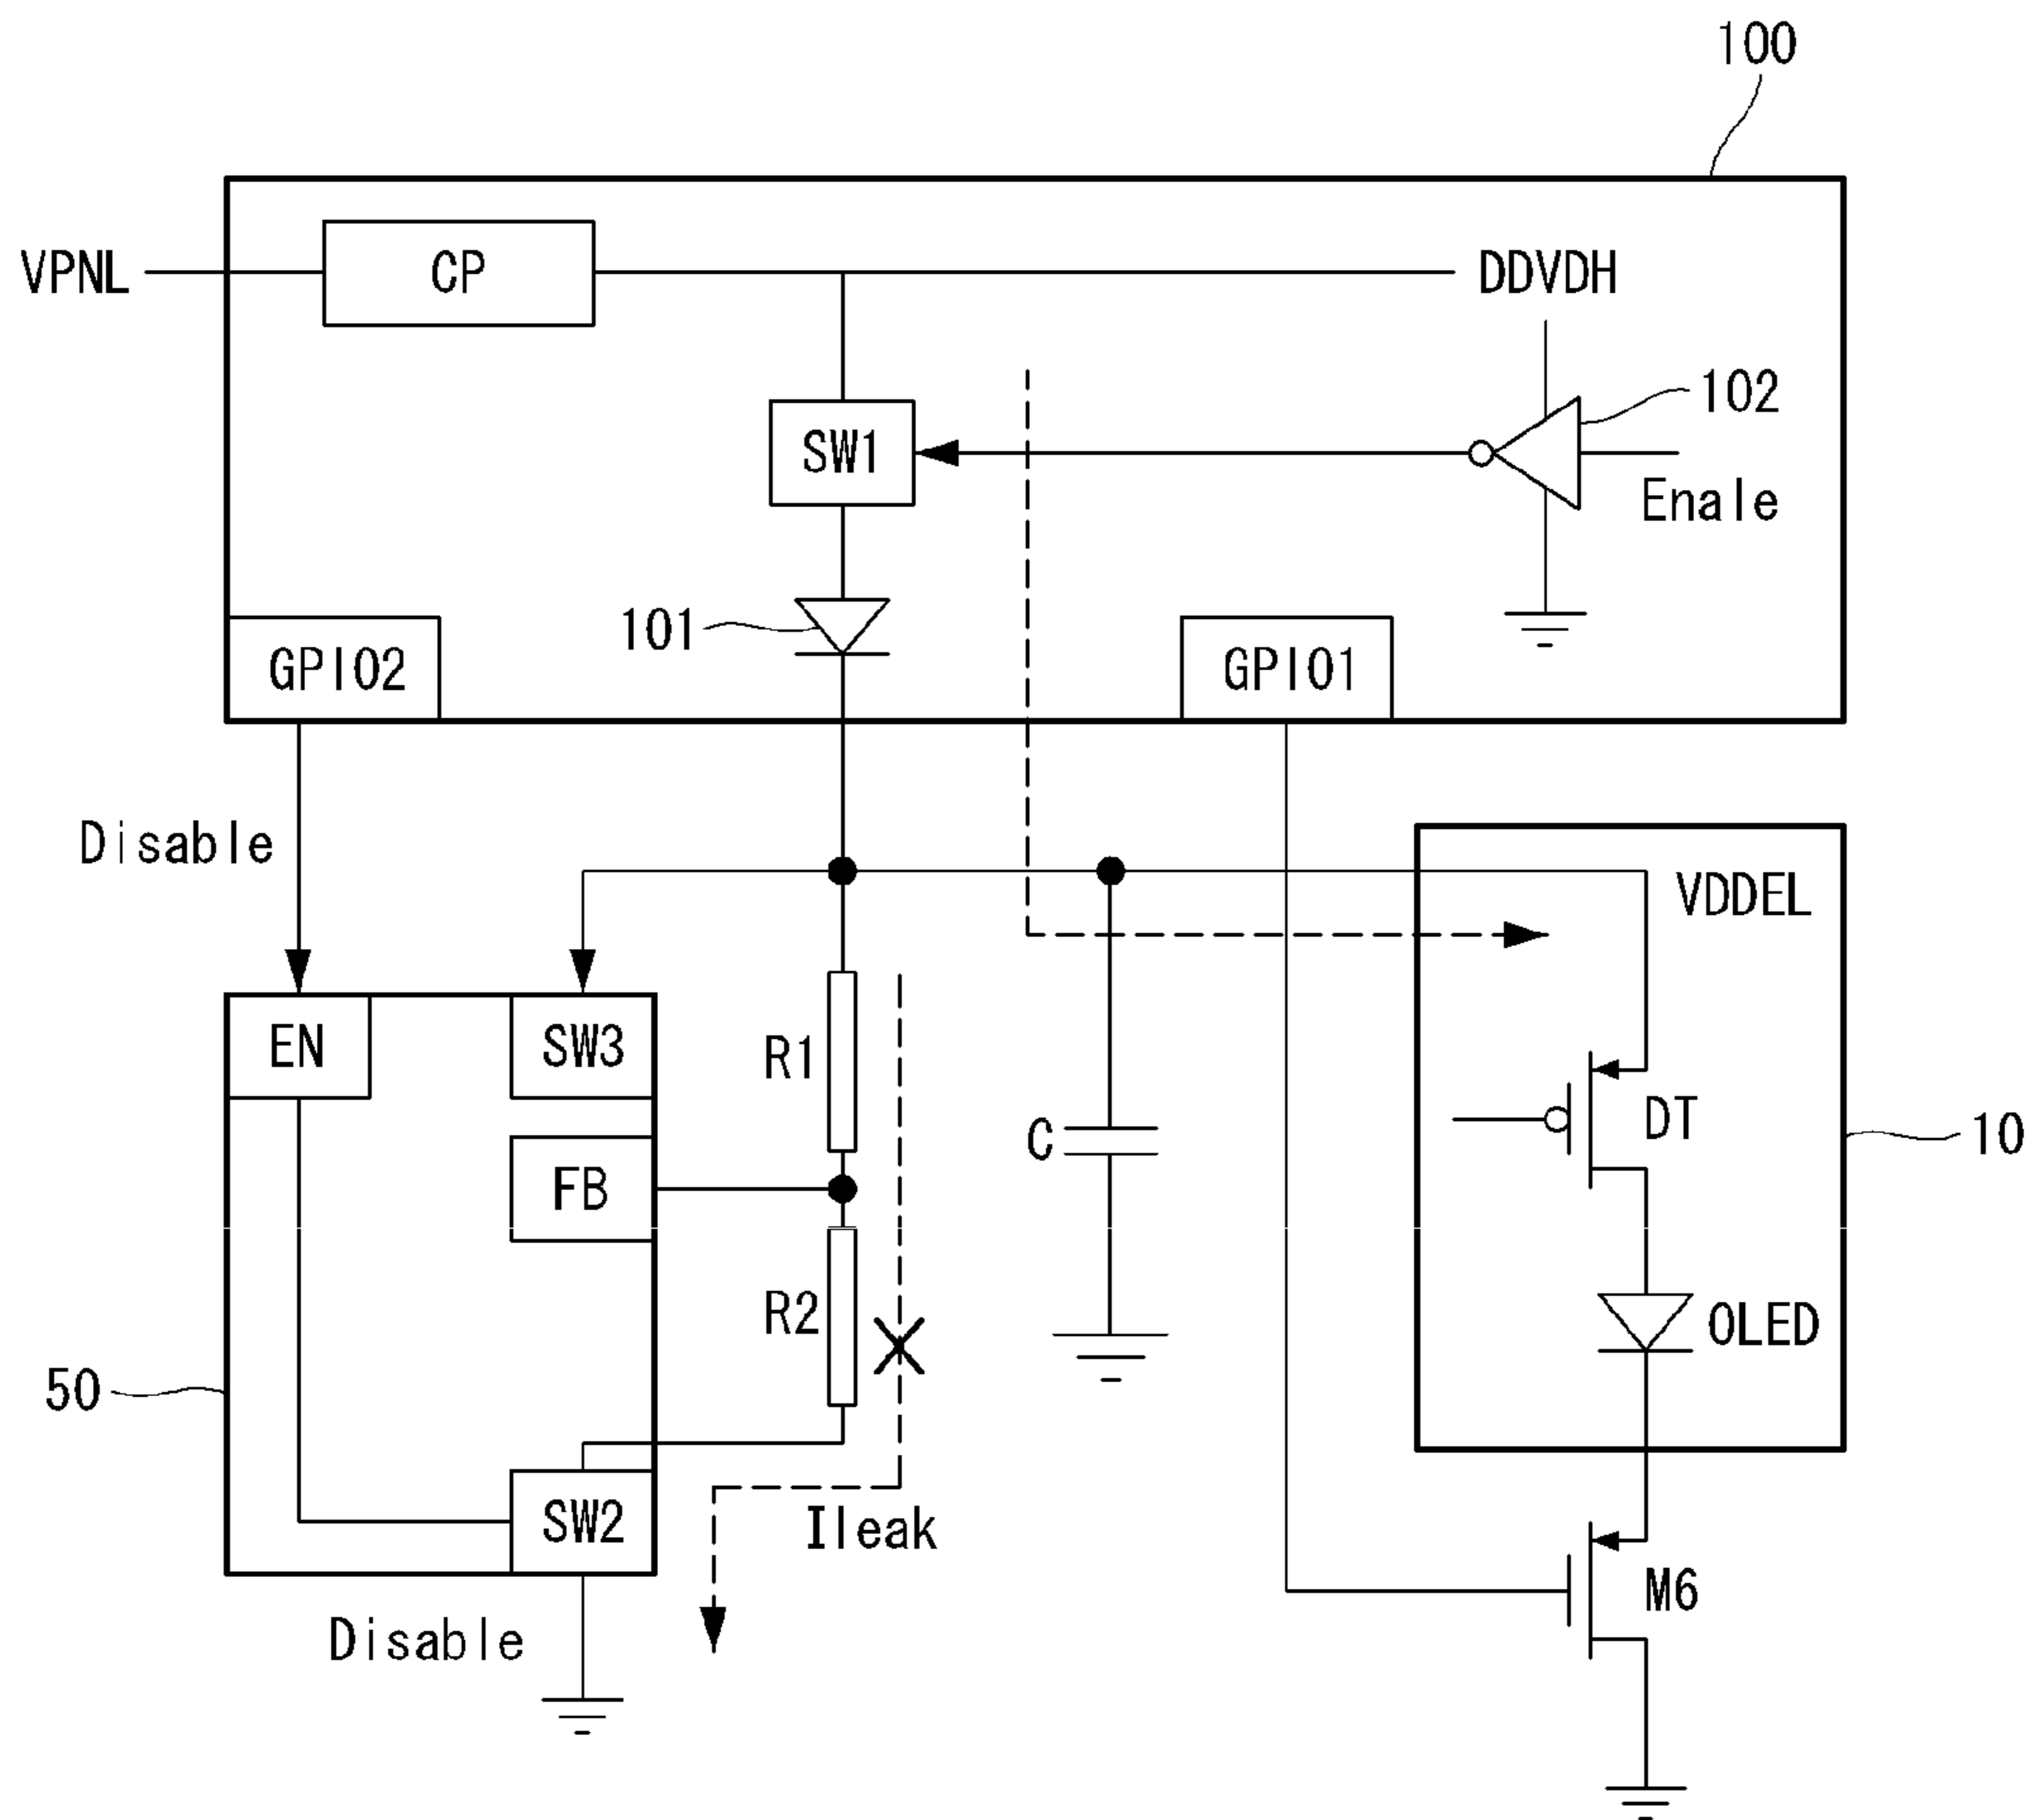 100
VPNL
CP
DDVDH
SW1
102
Enale
101
GPIO2
GPIO1
Disable
VDDEL
EN
SW3
R1
DT
10
C
FB
R2
OLED
50
SW2
Ileak
M6
Disable